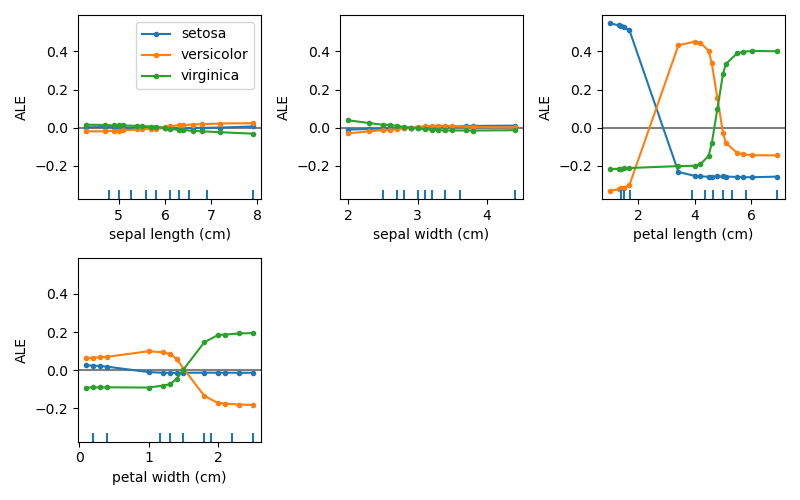 setosa
versicolor
virginica
ALE
0.4
0.2
0.0
−0.2
5 6 7 8
sepal length (cm)
ALE
0.4
0.2
0.0
−0.2
2 3 4
sepal width (cm)
ALE
0.4
0.2
0.0
−0.2
2 4 6
petal length (cm)
ALE
0.4
0.2
0.0
−0.2
0 1 2
petal width (cm)